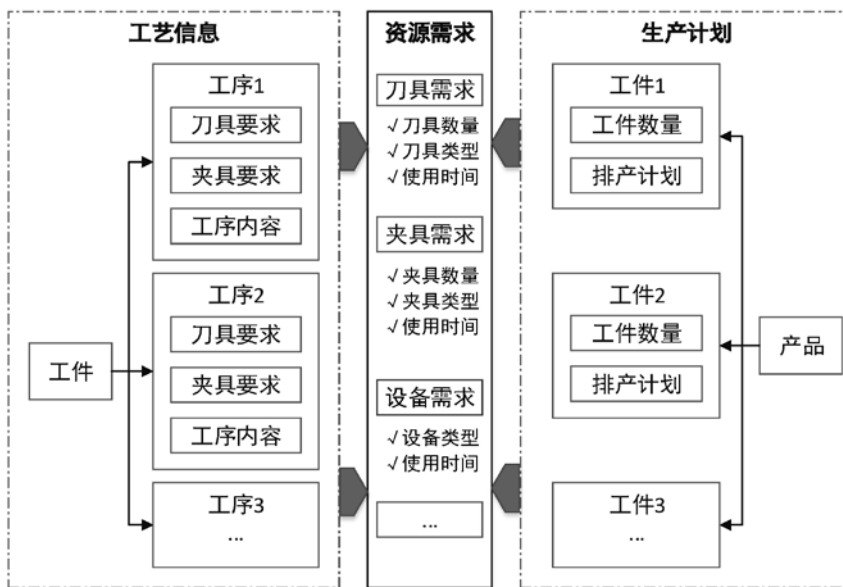 工艺信息
工序1
刀具要求
夹具要求
工序内容
工序2
刀具要求
夹具要求
工序内容
工序3
...
工件
资源需求
刀具需求
√刀具数量
√刀具类型
√使用时间
夹具需求
√夹具数量
√夹具类型
√使用时间
设备需求
√设备类型
√使用时间
...
生产计划
工件1
工件数量
排产计划
工件2
工件数量
排产计划
工件3
...
产品